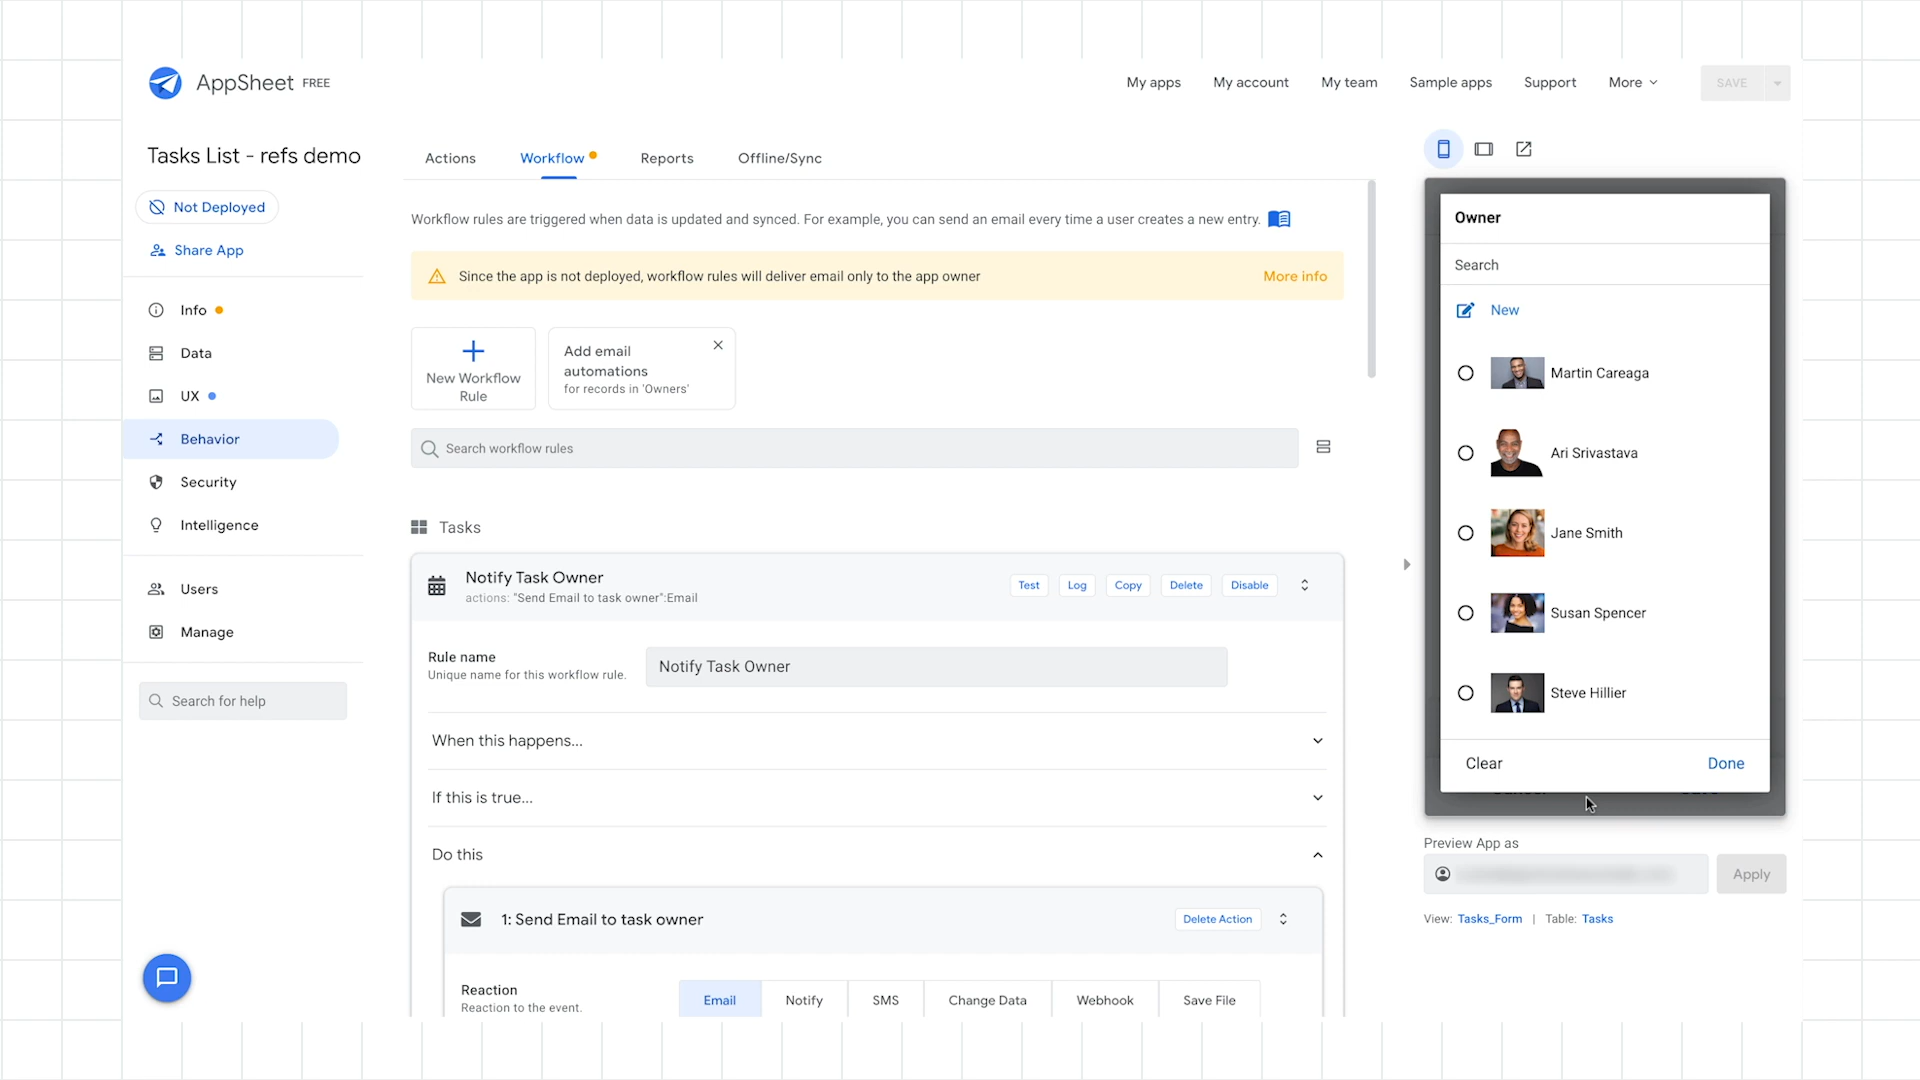 AppSheet FREE
My apps
My account
My team
Sample apps
Support
More
SAVE
Tasks List - refs demo
Not Deployed
Share App
Info
Data
UX
Behavior
Security
Intelligence
Users
Manage
Search for help
Actions
Workflow
Reports
Offline/Sync
Workflow rules are triggered when data is updated and synced. For example, you can send an email every time a user creates a new entry.
Since the app is not deployed, workflow rules will deliver email only to the app owner
More info
New Workflow
Rule
Add email
automations
for records in 'Owners'
Search workflow rules
Tasks
Notify Task Owner
actions: "Send Email to task owner":Email
Test
Log
Copy
Delete
Disable
Rule name
Unique name for this workflow rule.
Notify Task Owner
When this happens...
If this is true...
Do this
1: Send Email to task owner
Delete Action
Reaction
Reaction to the event.
Email
Notify
SMS
Change Data
Webhook
Save File
Owner
Search
New
Martin Careaga
Ari Srivastava
Jane Smith
Susan Spencer
Steve Hillier
Clear
Done
Preview App as
Apply
View: Tasks_Form | Table: Tasks